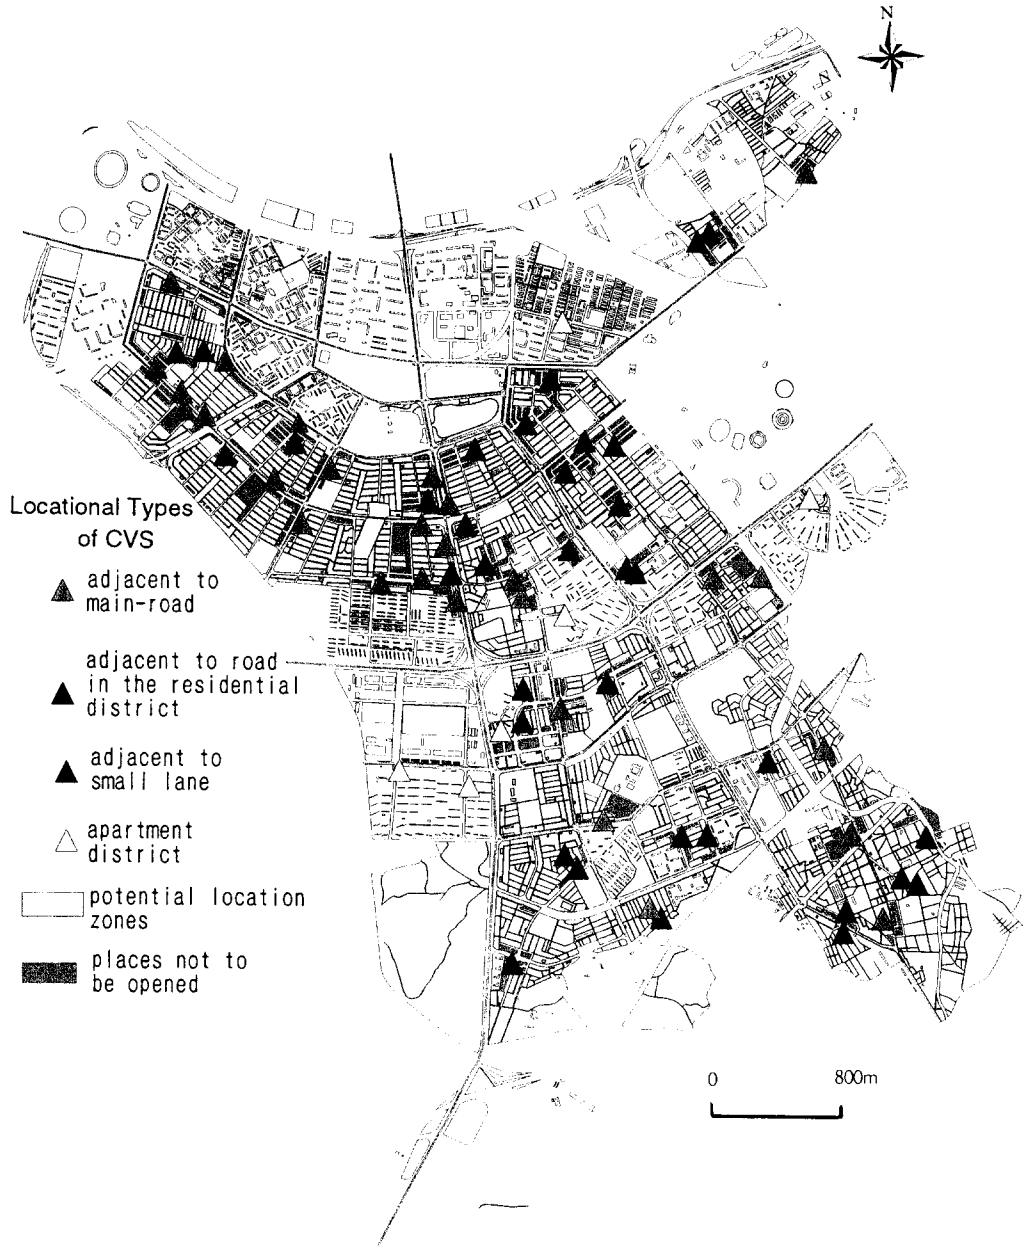 N
Locational Types
of CVS
adjacent to
main-road
adjacent to road
in the residential
district
adjacent to
small lane
apartment
district
potential location
zones
places not to
be opened
0 800m